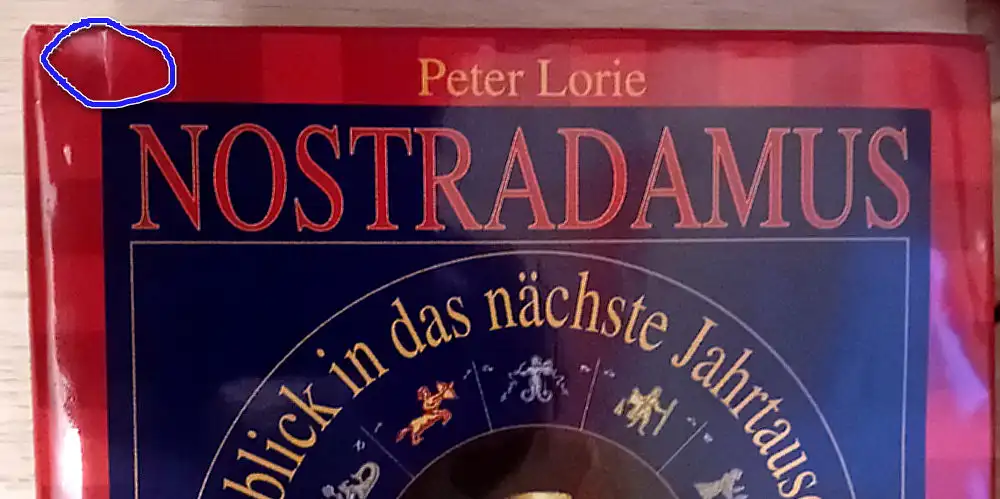 Peter Lorie
NOSTRADAMUS
blick in das nächste Jahrtaus